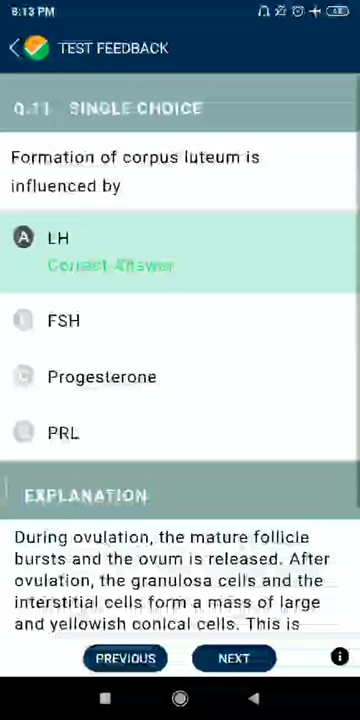 8:13 PM
TEST FEEDBACK
Q.11 SINGLE CHOICE
Formation of corpus luteum is
influenced by
A LH
Correct Answer
FSH
Progesterone
PRL
EXPLANATION
During ovulation, the mature follicle
bursts and the ovum is released. After
ovulation, the granulosa cells and the
interstitial cells form a mass of large
and yellowish conical cells. This is
PREVIOUS NEXT